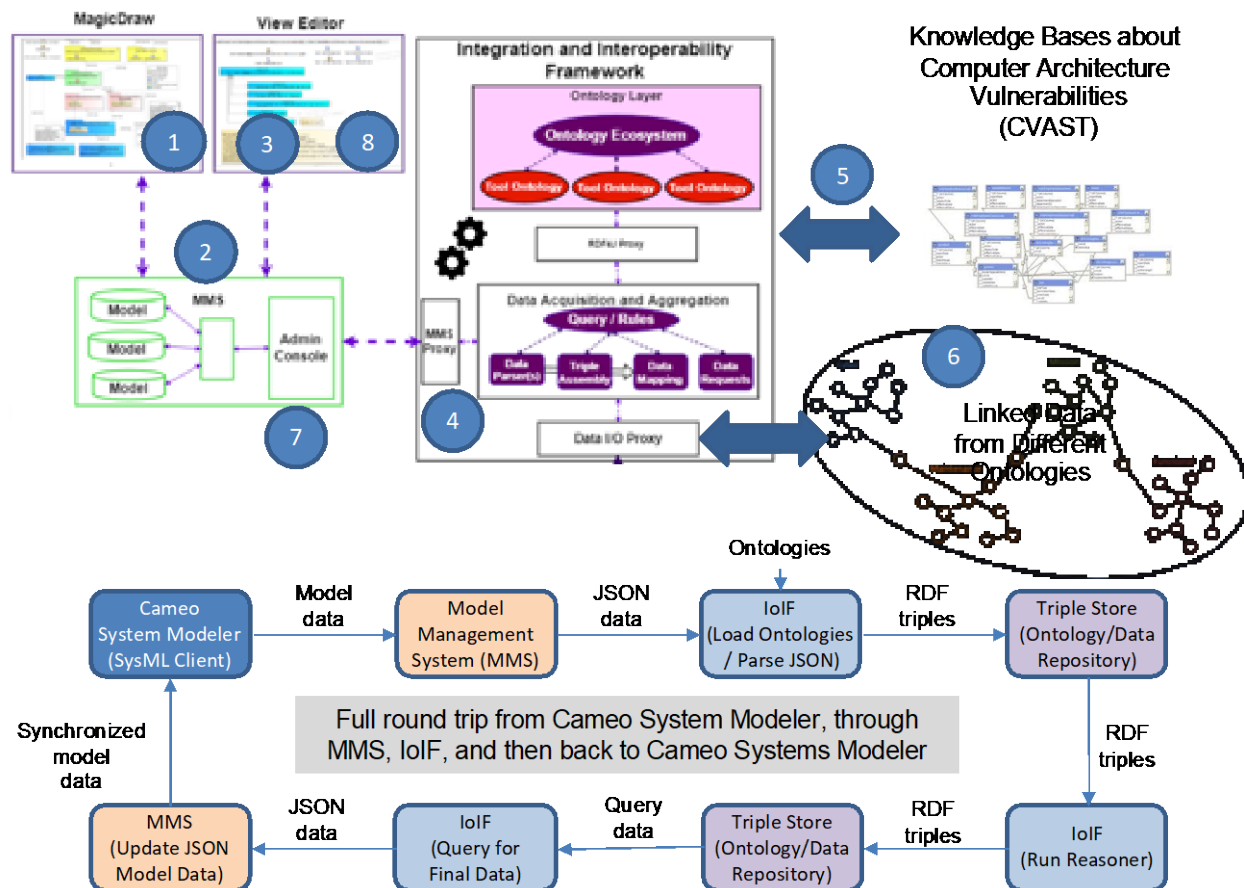 MagicDraw
View Editor
1
3
8
2
Model
Model
Model
MMS
Admin
Console
7
Integration and Interoperability
Framework
Ontology Layer
Ontology Ecosystem
Tool Ontology
Tool Ontology
Tool Ontology
Data Acquisition and Aggregation
Query / Rules
Data
Parser(s)
Triple
Assembly
Data
Mapping
Data
Requests
MMS
Proxy
4
Data I/O Proxy
5
Knowledge Bases about
Computer Architecture
Vulnerabilities
(CVAST)
6
Linked Data
from Different
Ontologies
Ontologies
Cameo
System Modeler
(SysML Client)
Model
data
Model
Management
System (MMS)
JSON
data
IoIF
(Load Ontologies
/ Parse JSON)
RDF
triples
Triple Store
(Ontology/Data
Repository)
Full round trip from Cameo System Modeler, through
MMS, IoIF, and then back to Cameo Systems Modeler
Synchronized
model
data
RDF
triples
MMS
(Update JSON
Model Data)
JSON
data
IoIF
(Query for
Final Data)
Query
data
Triple Store
(Ontology/Data
Repository)
RDF
triples
IoIF
(Run Reasoner)